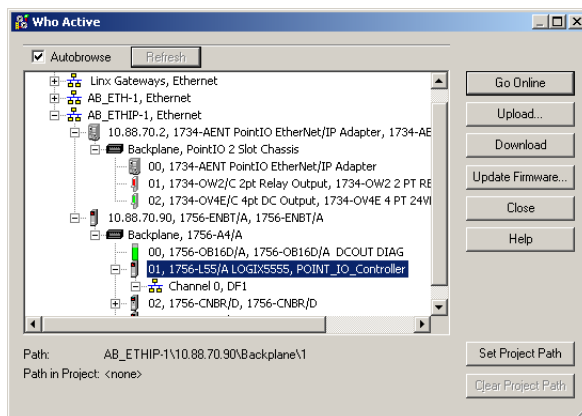 Who Active
Autobrowse
Refresh
Linx Gateways, Ethernet
AB_ETH-1, Ethernet
AB_ETHIP-1, Ethernet
10.88.70.2, 1734-AENT PointIO EtherNet/IP Adapter, 1734-AE
Backplane, PointIO 2 Slot Chassis
00, 1734-AENT PointIO EtherNet/IP Adapter
01, 1734-OW2/C 2pt Relay Output, 1734-OW2 2 PT RE
02, 1734-OV4E/C 4pt DC Output, 1734-OV4E 4 PT 24V
10.88.70.90, 1756-ENBT/A, 1756-ENBT/A
Backplane, 1756-A4/A
00, 1756-OB16D/A, 1756-OB16D/A DCOUT DIAG
01, 1756-L55/A LOGIX5555, POINT_IO_Controller
Channel 0, DF1
02, 1756-CNBR/D, 1756-CNBR/D
Go Online
Upload...
Download
Update Firmware...
Close
Help
Path: AB_ETHIP-1\10.88.70.90\Backplane\1
Path in Project: <none>
Set Project Path
Clear Project Path